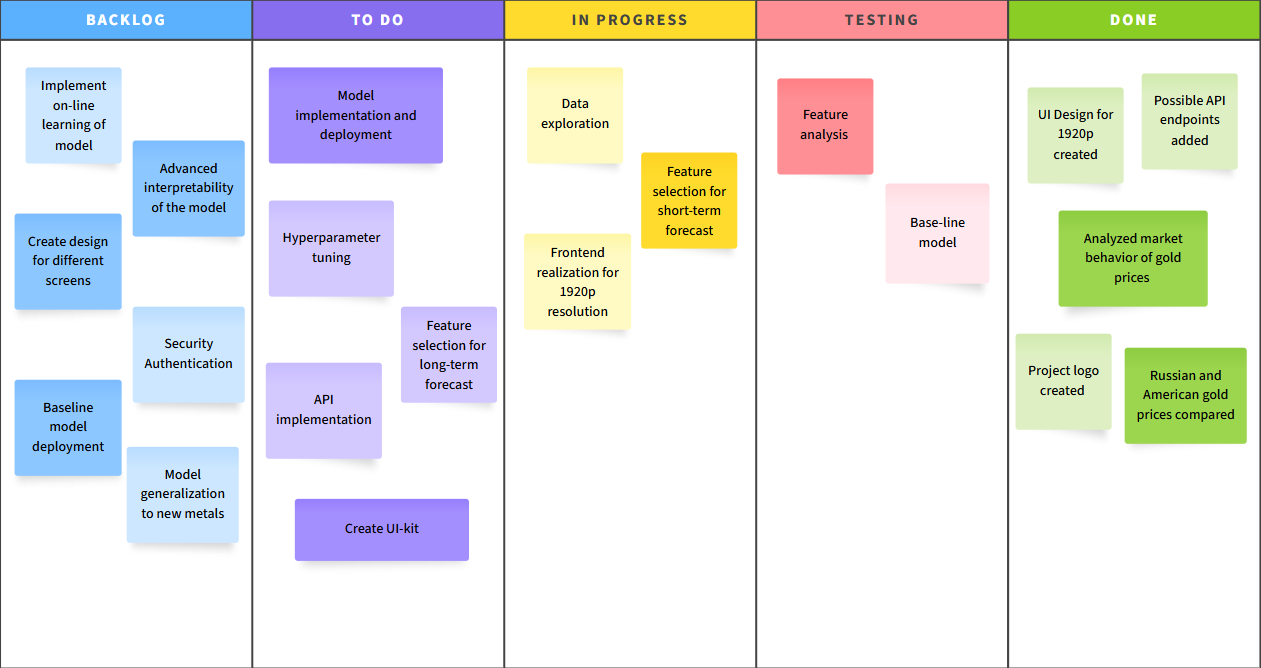 BACKLOG
TO DO
IN PROGRESS
TESTING
DONE
Implement
on-line
learning of
model
Advanced
interpretability
of the model
Create design
for different
screens
Security
Authentication
Baseline
model
deployment
Model
generalization
to new metals
Model
implementation and
deployment
Hyperparameter
tuning
Feature
selection for
long-term
forecast
API
implementation
Create UI-kit
Data
exploration
Feature
selection for
short-term
forecast
Frontend
realization for
1920p
resolution
Feature
analysis
Base-line
model
UI Design for
1920p
created
Possible API
endpoints
added
Analyzed market
behavior of gold
prices
Project logo
created
Russian and
American gold
prices compared